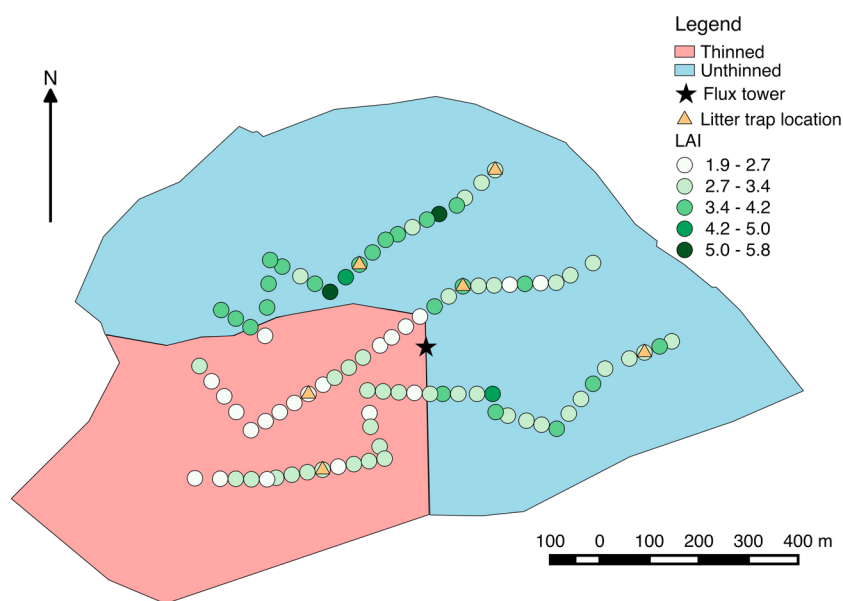 Legend
Thinned
Unthinned
Flux tower
Litter trap location
LAI
1.9 - 2.7
2.7 - 3.4
3.4 - 4.2
4.2 - 5.0
5.0 - 5.8
N
100 0 100 200 300 400 m